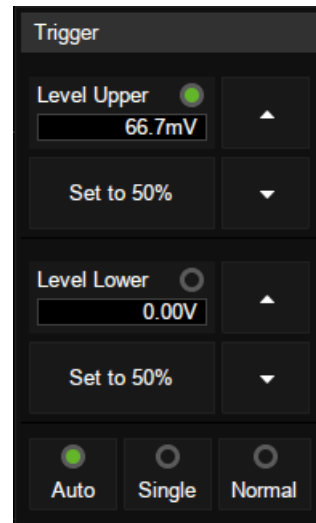 Trigger
Level Upper
66.7mV
Set to 50%
Level Lower
0.00V
Set to 50%
Auto Single Normal